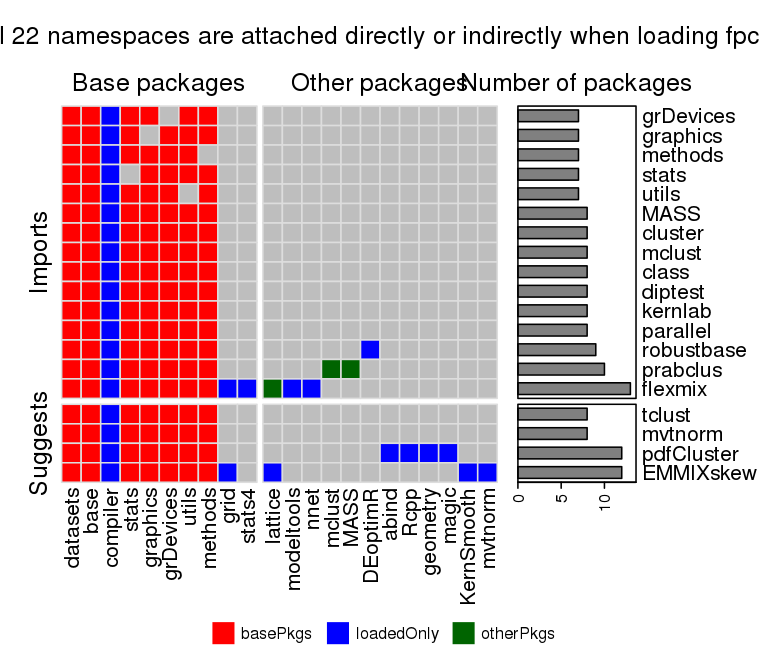 l 22 namespaces are attached directly or indirectly when loading fpc
Base packages
Other packages
Number of packages
Imports
Suggests
grDevices
graphics
methods
stats
utils
MASS
cluster
mclust
class
diptest
kernlab
parallel
robustbase
prabclus
flexmix
tclust
mvtnorm
pdfCluster
EMMIXskew
0
5
10
datasets
base
compiler
stats
graphics
grDevices
utils
methods
grid
stats4
lattice
modeltools
nnet
mclust
MASS
DEoptimR
abind
Rcpp
geometry
magic
KernSmooth
mvtnorm
basePkgs
loadedOnly
otherPkgs